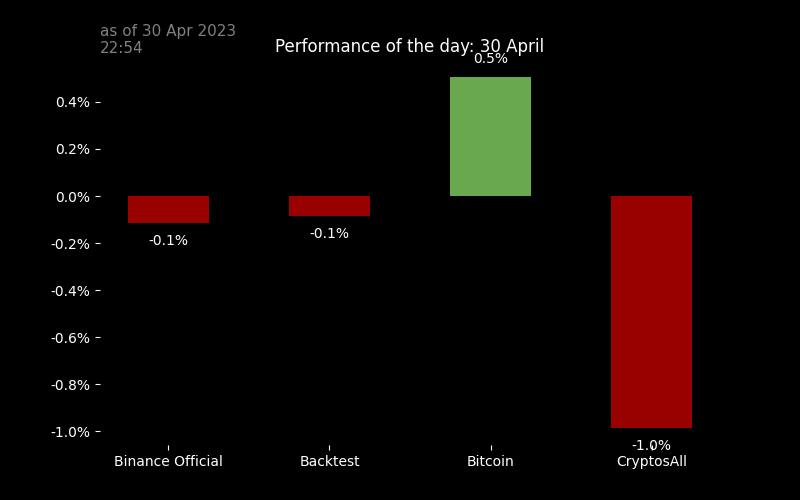 as of 30 Apr 2023
22:54
Performance of the day: 30 April
0.5%
0.4%
0.2%
0.0%
-0.2%
-0.4%
-0.6%
-0.8%
-1.0%
-0.1%
-0.1%
-1.0%
Binance Official
Backtest
Bitcoin
CryptosAll